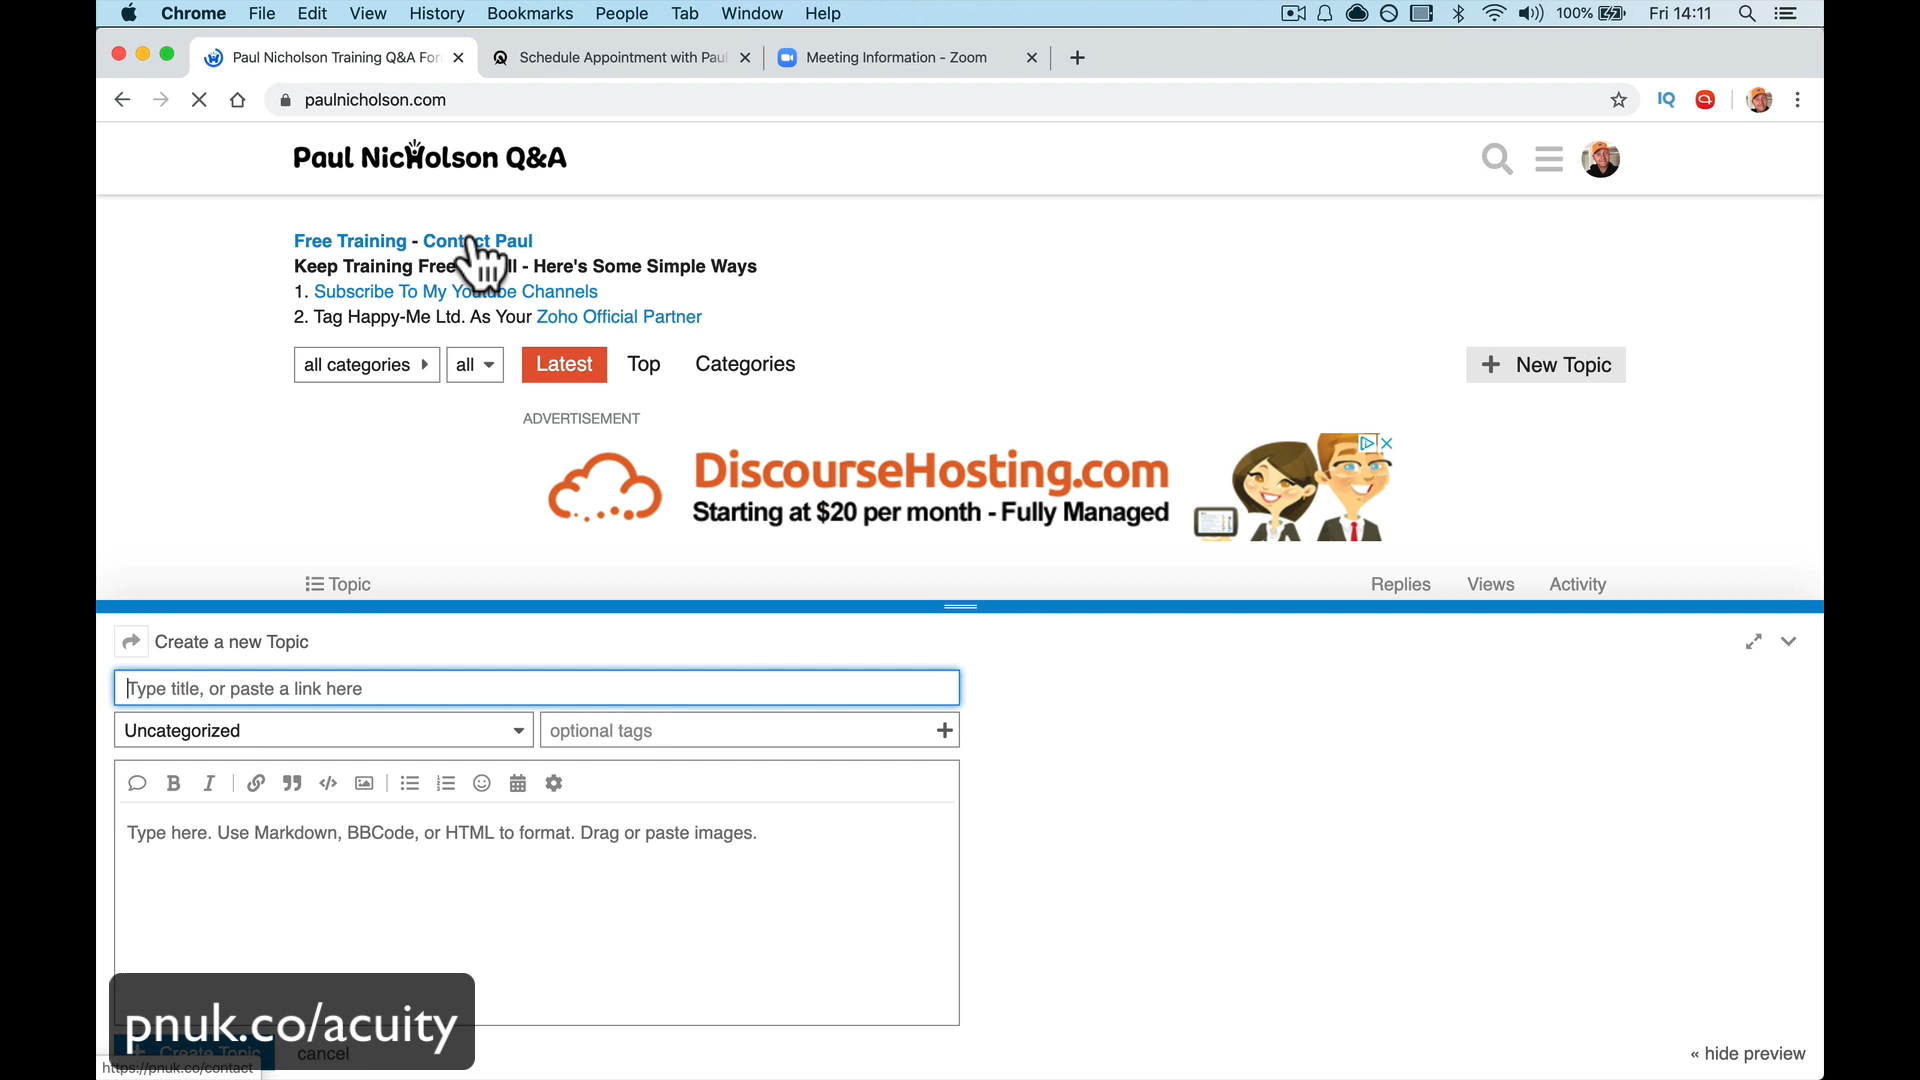 Chrome File Edit View History Bookmarks People Tab Window Help 100% Fri 14:11
Paul Nicholson Training Q&A For Schedule Appointment with Paul Meeting Information - Zoom
paulnicholson.com IQ
Paul Nicholson Q&A
Free Training - Contact Paul
Keep Training Free - Here's Some Simple Ways
1. Subscribe To My Youtube Channels
2. Tag Happy-Me Ltd. As Your Zoho Official Partner
all categories all Latest Top Categories + New Topic
ADVERTISEMENT
DiscourseHosting.com
Starting at $20 per month - Fully Managed
Topic Replies Views Activity
Create a new Topic
Type title, or paste a link here
Uncategorized optional tags +
B I
Type here. Use Markdown, BBCode, or HTML to format. Drag or paste images.
pnuk.co/acuity
Create Topic cancel « hide preview
https://pnuk.co/contact